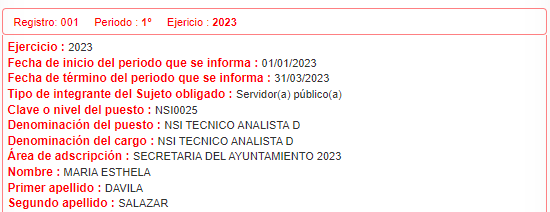 Registro: 001 Periodo : 1° Ejericio : 2023
Ejercicio : 2023
Fecha de inicio del periodo que se informa : 01/01/2023
Fecha de término del periodo que se informa : 31/03/2023
Tipo de integrante del Sujeto obligado : Servidor(a) público(a)
Clave o nivel del puesto : NSI0025
Denominación del puesto : NSI TECNICO ANALISTA D
Denominación del cargo : NSI TECNICO ANALISTA D
Área de adscripción : SECRETARIA DEL AYUNTAMIENTO 2023
Nombre : MARIA ESTHELA
Primer apellido : DAVILA
Segundo apellido : SALAZAR